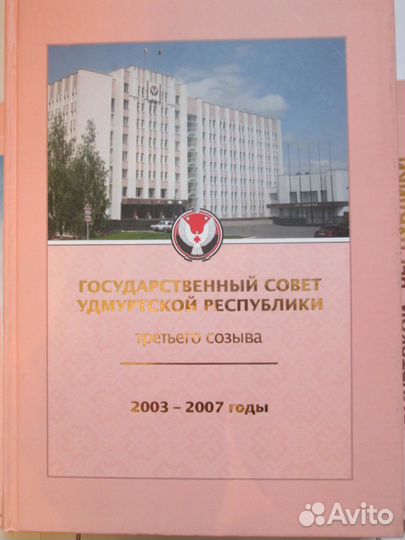 ГОСУДАРСТВЕННЫЙ СОВЕТ
УДМУРТСКОЙ РЕСПУБЛИКИ
третьего созыва
2003 – 2007 годы
Avito